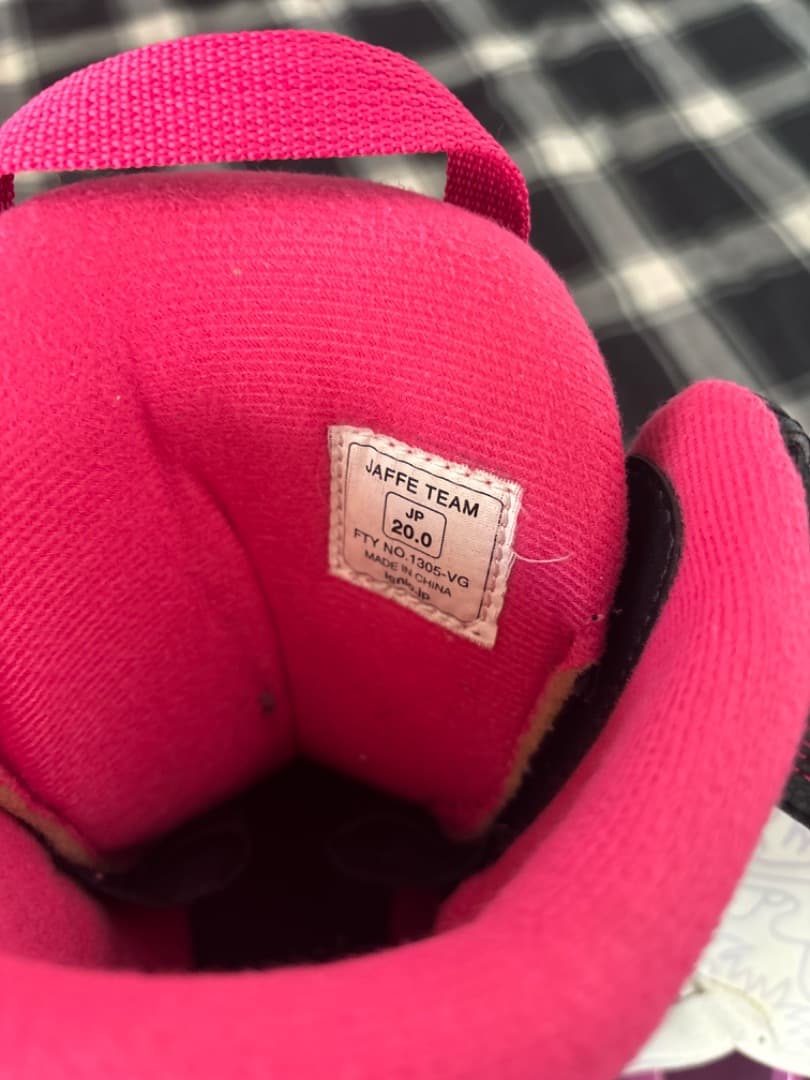 JAFFE TEAM
JP
20.0
FTY NO.1305-VG
MADE IN CHINA